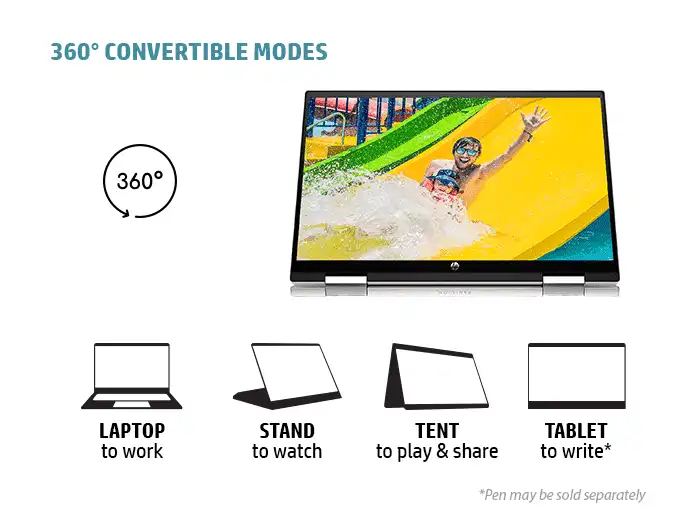 360° CONVERTIBLE MODES
360°
hp
LAPTOP
to work
STAND
to watch
TENT
to play & share
TABLET
to write*
*Pen may be sold separately